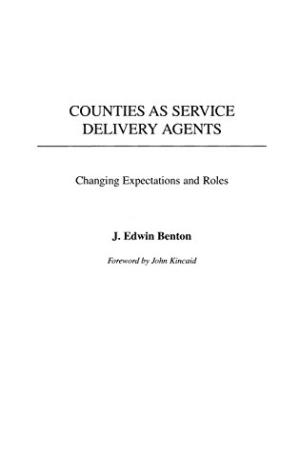 COUNTIES AS SERVICE
DELIVERY AGENTS
Changing Expectations and Roles
J. Edwin Benton
Foreword by John Kincaid